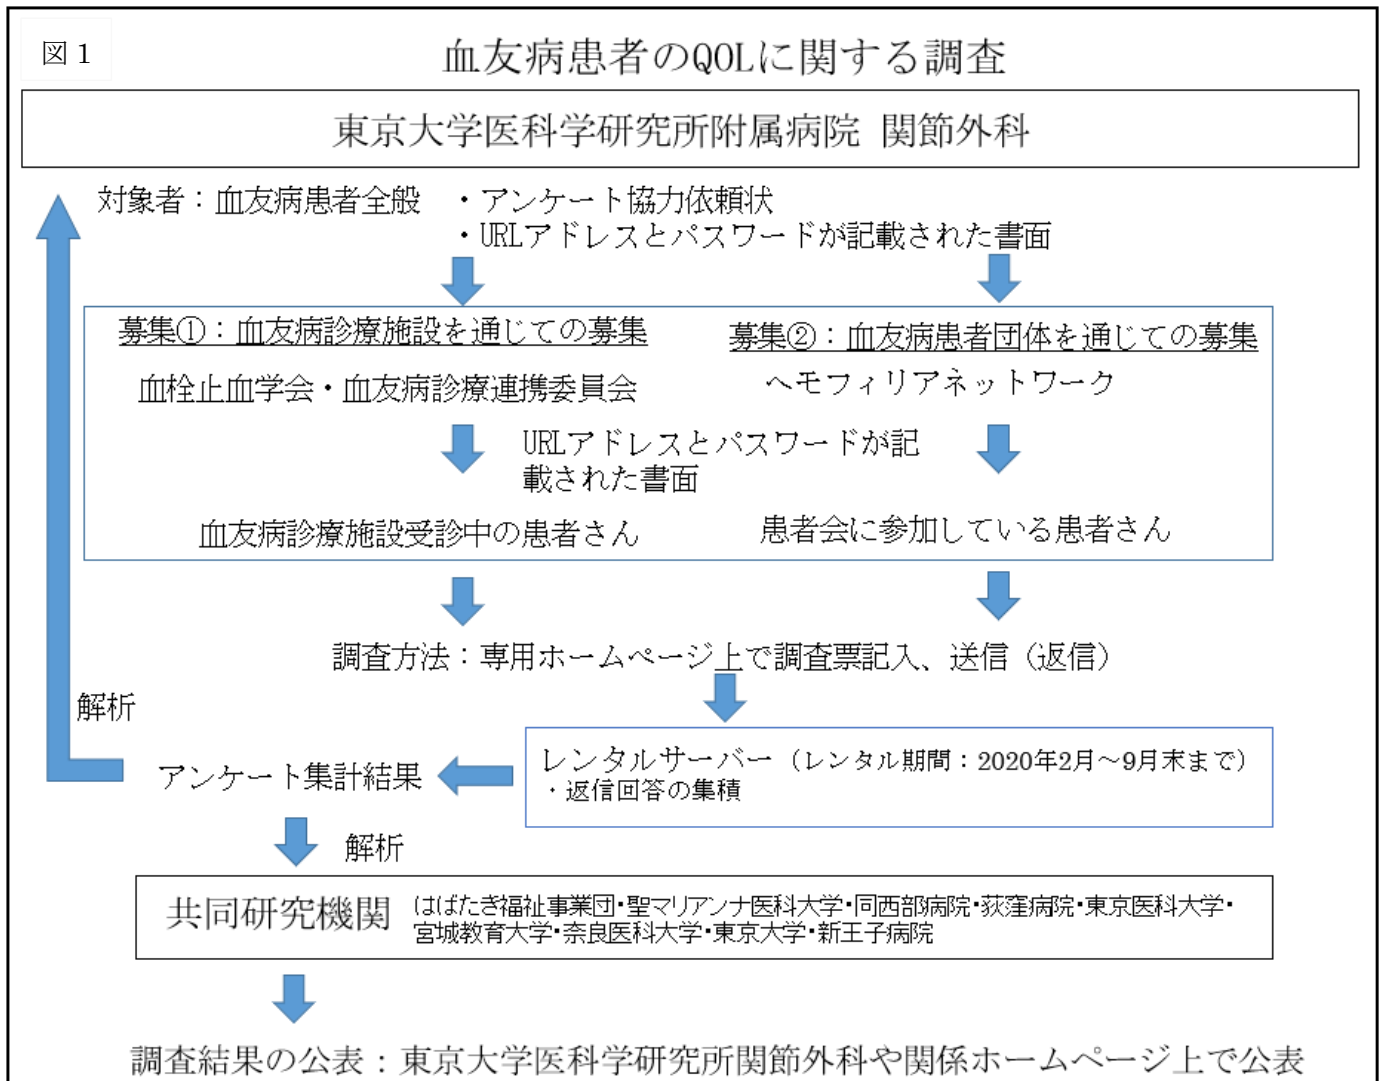 図１
血友病患者のQOLに関する調査
東京大学医科学研究所附属病院 関節外科
対象者：血友病患者全般
・アンケート協力依頼状
・URLアドレスとパスワードが記載された書面
募集①：血友病診療施設を通じての募集
募集②：血友病患者団体を通じての募集
血栓止血学会・血友病診療連携委員会
ヘモフィリアネットワーク
URLアドレスとパスワードが記
載された書面
血友病診療施設受診中の患者さん
患者会に参加している患者さん
調査方法：専用ホームページ上で調査票記入、送信（返信）
解析
アンケート集計結果
レンタルサーバー（レンタル期間：2020年2月～9月末まで）
・返信回答の集積
解析
共同研究機関
はばたき福祉事業団・聖マリアンナ医科大学・同西部病院・荻窪病院・東京医科大学・
宮城教育大学・奈良医科大学・東京大学・新王子病院
調査結果の公表：東京大学医科学研究所関節外科や関係ホームページ上で公表